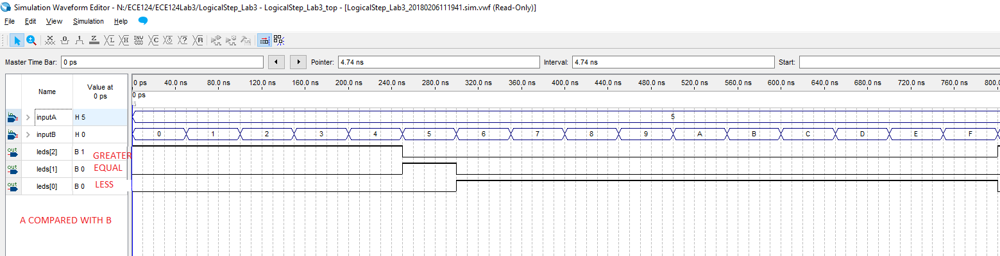 Simulation Waveform Editor - N:/ECE124/ECE124Lab3/LogicalStep_Lab3 - LogicalStep_Lab3_top - [LogicalStep_Lab3_20180206111941.sim.vwf (Read-Only)]
File Edit View Simulation Help
Master Time Bar: 0 ps Pointer: 4.74 ns Interval: 4.74 ns Start:
Name Value at 0 ps
0 ps 40.0 ns 80.0 ns 120.0 ns 160.0 ns 200.0 ns 240.0 ns 280.0 ns 320.0 ns 360.0 ns 400.0 ns 440.0 ns 480.0 ns 520.0 ns 560.0 ns 600.0 ns 640.0 ns 680.0 ns 720.0 ns 760.0 ns 800.0
0 ps
in inputA H 5 5
in inputB H 0 0 1 2 3 4 5 6 7 8 9 A B C D E F
out leds[2] B 1 GREATER
out leds[1] B 0 EQUAL
out leds[0] B 0 LESS
A COMPARED WITH B